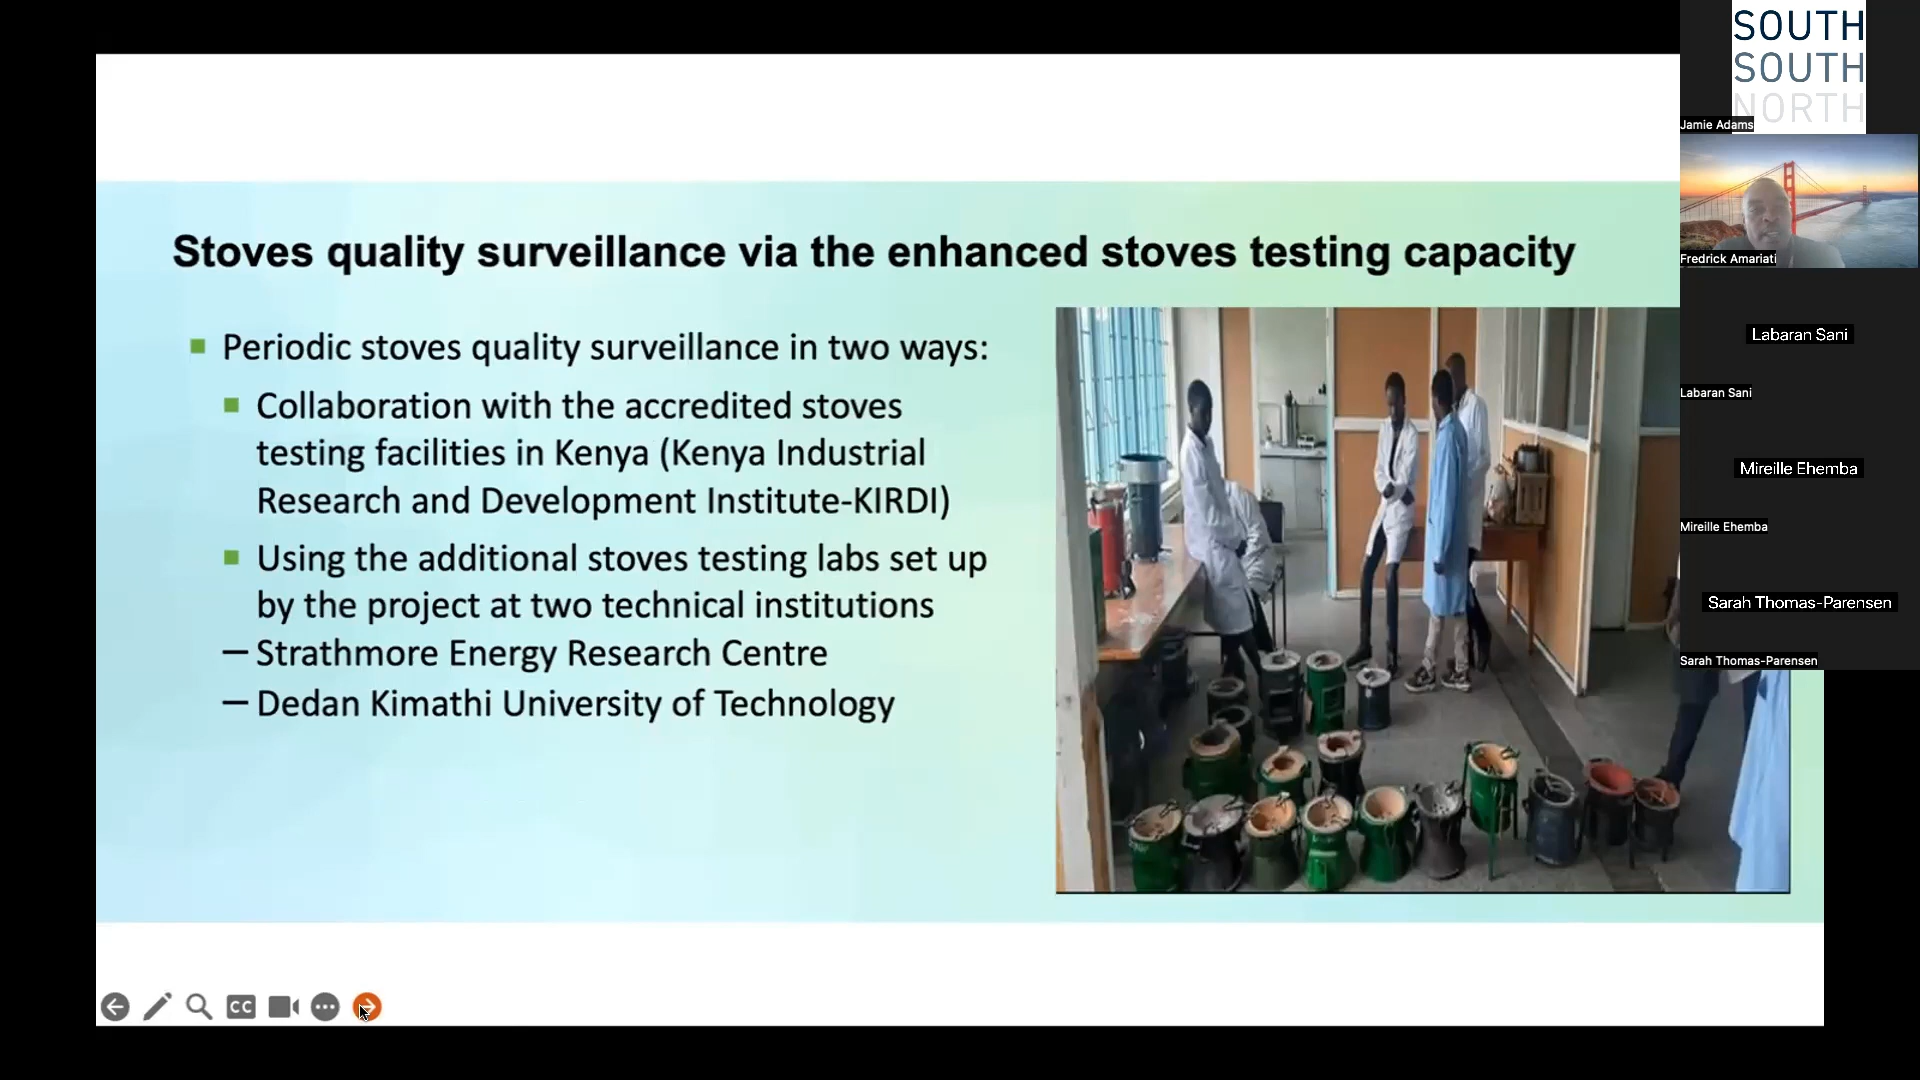 Stoves quality surveillance via the enhanced stoves testing capacity
Periodic stoves quality surveillance in two ways:
Collaboration with the accredited stoves
testing facilities in Kenya (Kenya Industrial
Research and Development Institute-KIRDI)
Using the additional stoves testing labs set up
by the project at two technical institutions
— Strathmore Energy Research Centre
— Dedan Kimathi University of Technology
CC
SOUTH
SOUTH
NORTH
Jamie Adams
Fredrick Amariati
Labaran Sani
Labaran Sani
Mireille Ehemba
Mireille Ehemba
Sarah Thomas-Parensen
Sarah Thomas-Parensen